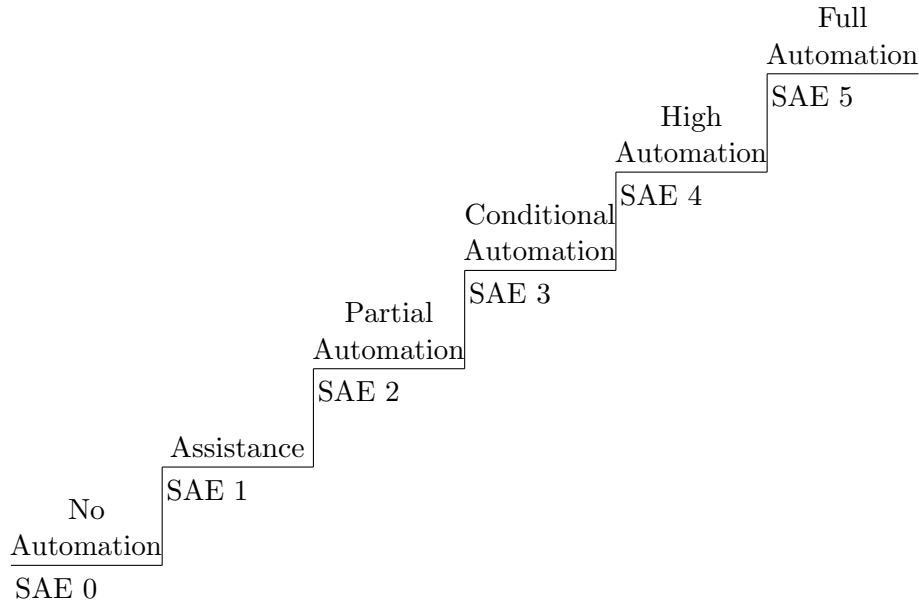 Full
Automation
SAE 5
High
Automation
SAE 4
Conditional
Automation
SAE 3
Partial
Automation
SAE 2
Assistance
SAE 1
No
Automation
SAE 0